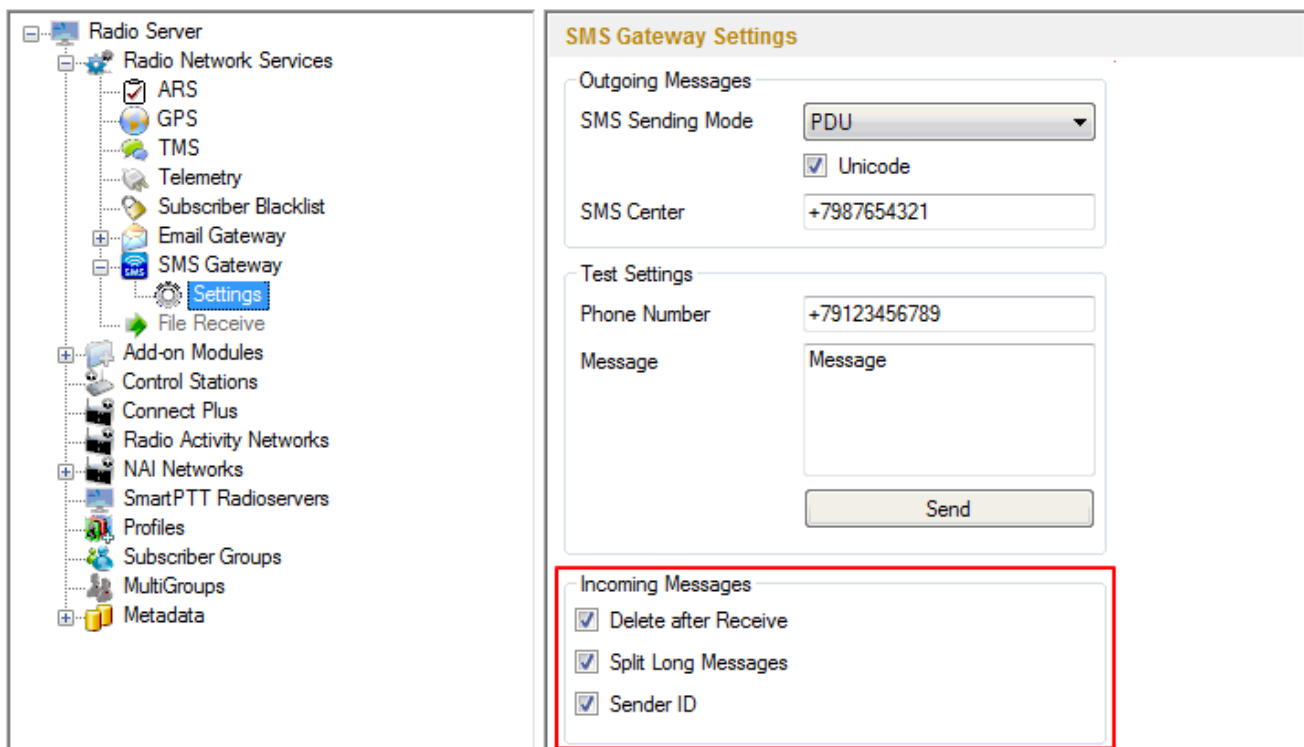 Radio Server
Radio Network Services
ARS
GPS
TMS
Telemetry
Subscriber Blacklist
Email Gateway
SMS
SMS Gateway
Settings
File Receive
Add-on Modules
Control Stations
Connect Plus
Radio Activity Networks
NAI Networks
SmartPTT Radioservers
Profiles
Subscriber Groups
MultiGroups
Metadata
SMS Gateway Settings
Outgoing Messages
SMS Sending Mode PDU
Unicode
SMS Center +7987654321
Test Settings
Phone Number +79123456789
Message Message
Send
Incoming Messages
Delete after Receive
Split Long Messages
Sender ID